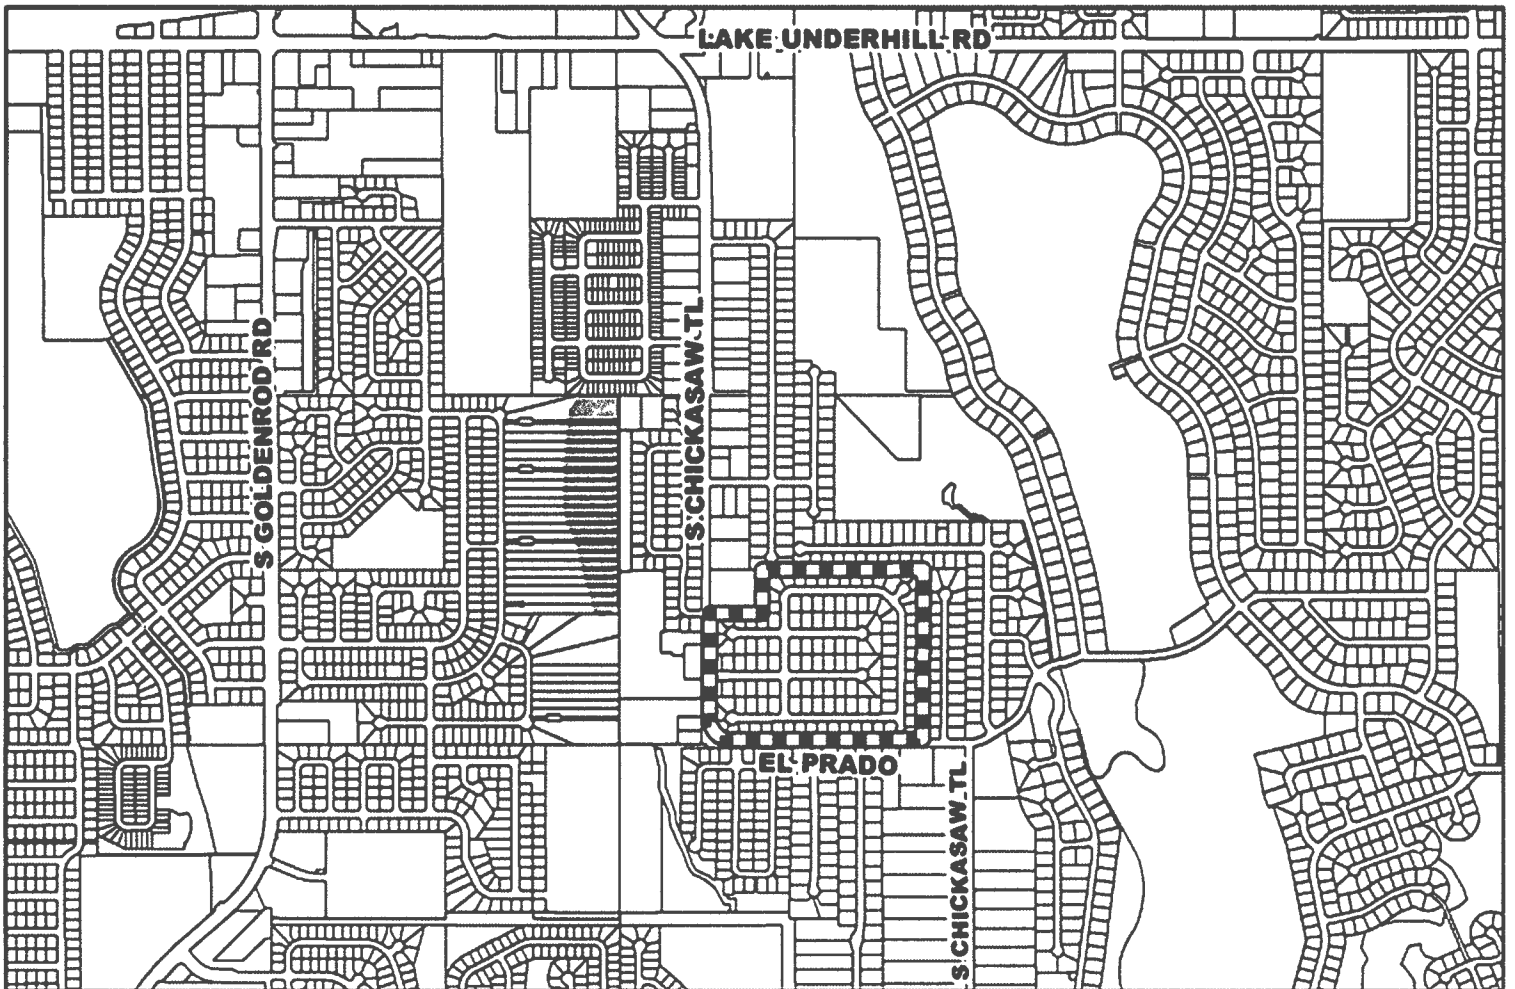 LAKE UNDERHILL RD
S GOLDENROD RD
S CHICKASAW TL
EL PRADO
S CHICKASAW TL